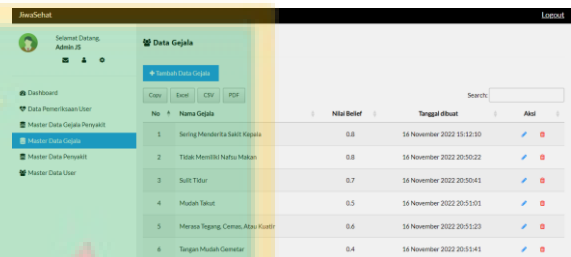 JiwaSehat Logout
Selamat Datang,
Admin JS
Data Gejala
+ Tambah Data Gejala
Dashboard
Data Pemeriksaan User
Master Data Gejala Penyakit
Master Data Gejala
Master Data Penyakit
Master Data User
Copy Excel CSV PDF Search:
No Nama Gejala Nilai Belief Tanggal dibuat Aksi
1 Sering Menderita Sakit Kepala 0.8 16 November 2022 15:12:10
2 Tidak Memiliki Nafsu Makan 0.8 16 November 2022 20:50:22
3 Sulit Tidur 0.7 16 November 2022 20:50:41
4 Mudah Takut 0.5 16 November 2022 20:51:01
5 Merasa Tegang, Cemas, Atau Kuatir 0.6 16 November 2022 20:51:23
6 Tangan Mudah Gemetar 0.4 16 November 2022 20:51:41